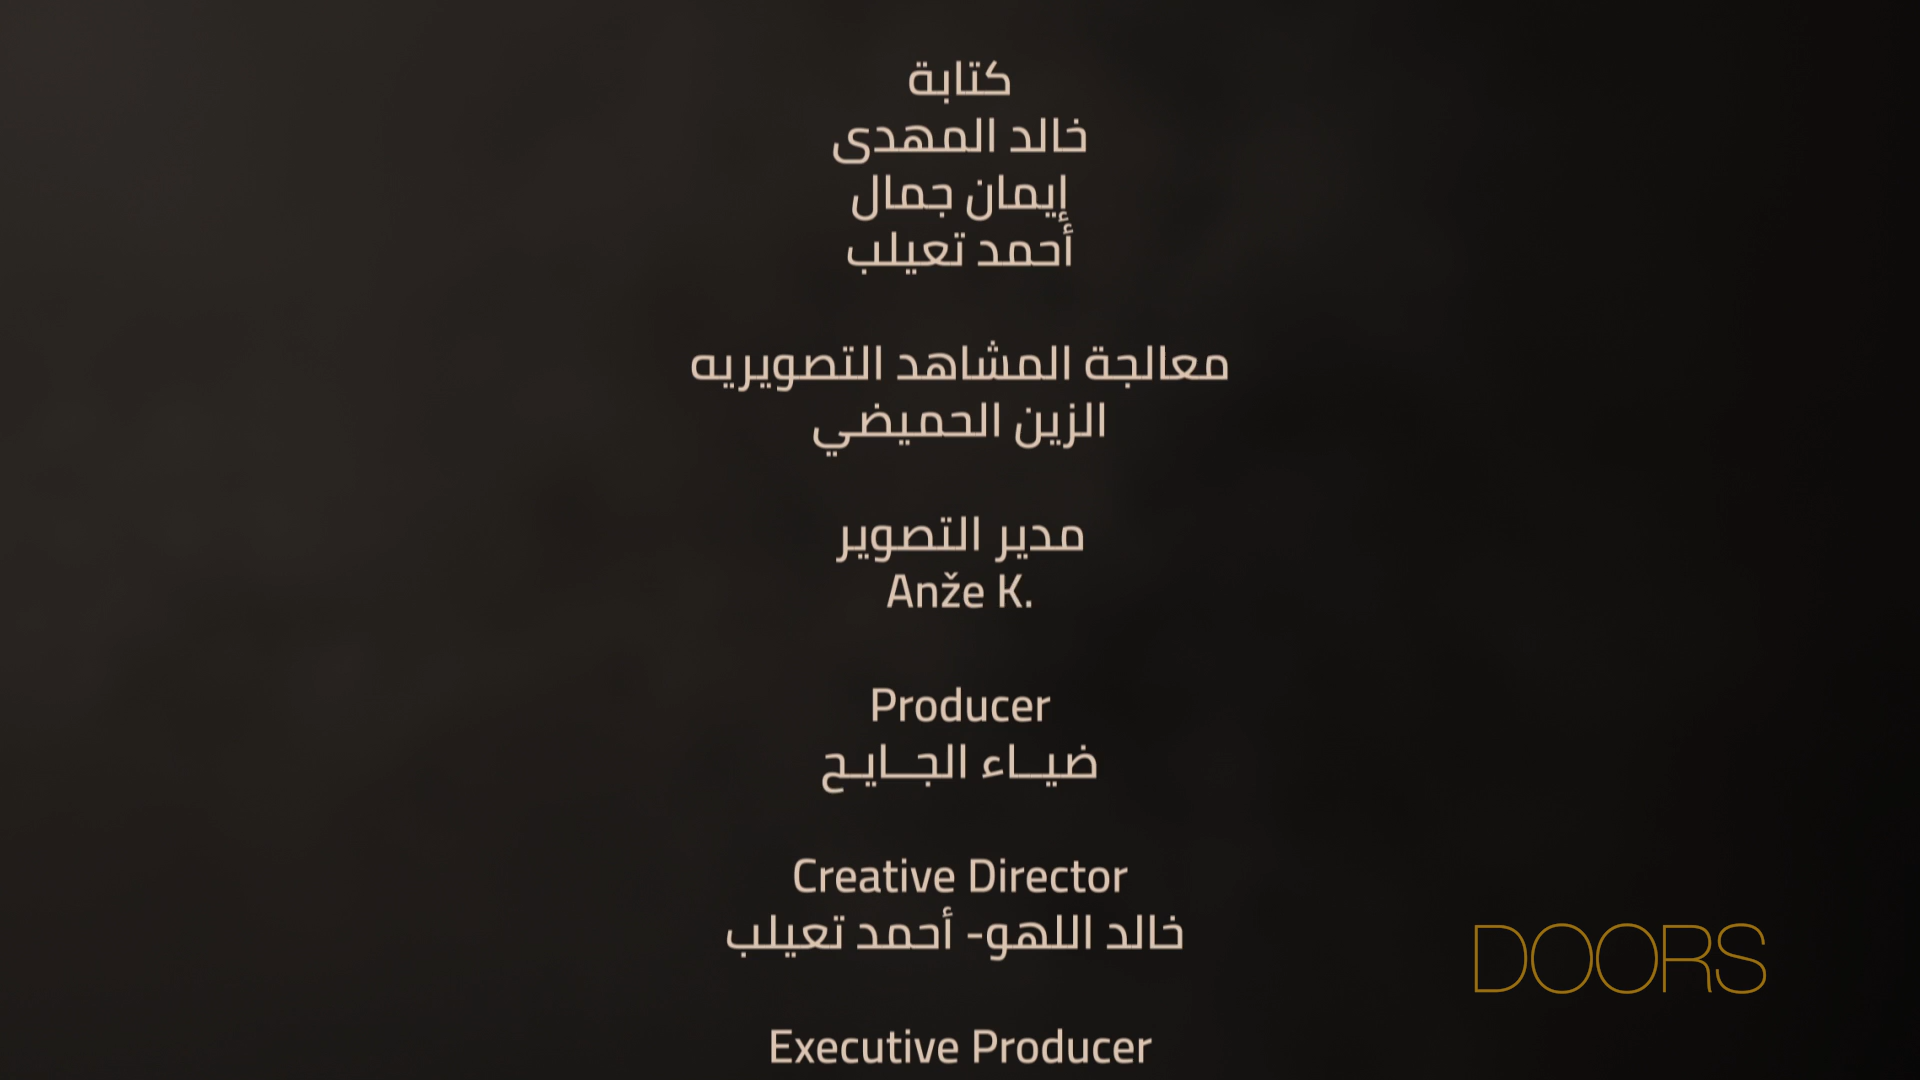 كتابة
خالد المهدى
إيمان جمال
أحمد تعيلب
معالجة المشاهد التصويريه
الزين الحميضي
مدير التصوير
Anže K.
Producer
ضيــاء الجــايـح
Creative Director
خالد اللهو- أحمد تعيلب
DOORS
Executive Producer